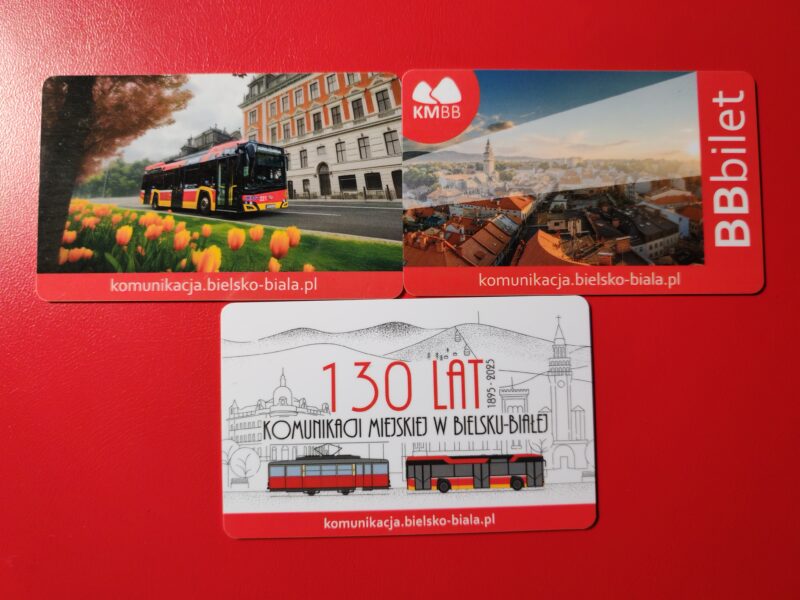 komunikacja.bielsko-biala.pl
KMBB
BBbilet
komunikacja.bielsko-biala.pl
130 LAT
1895-2025
KOMUNIKACJI MIEJSKIEJ W BIELSKU-BIAŁEJ
komunikacja.bielsko-biala.pl